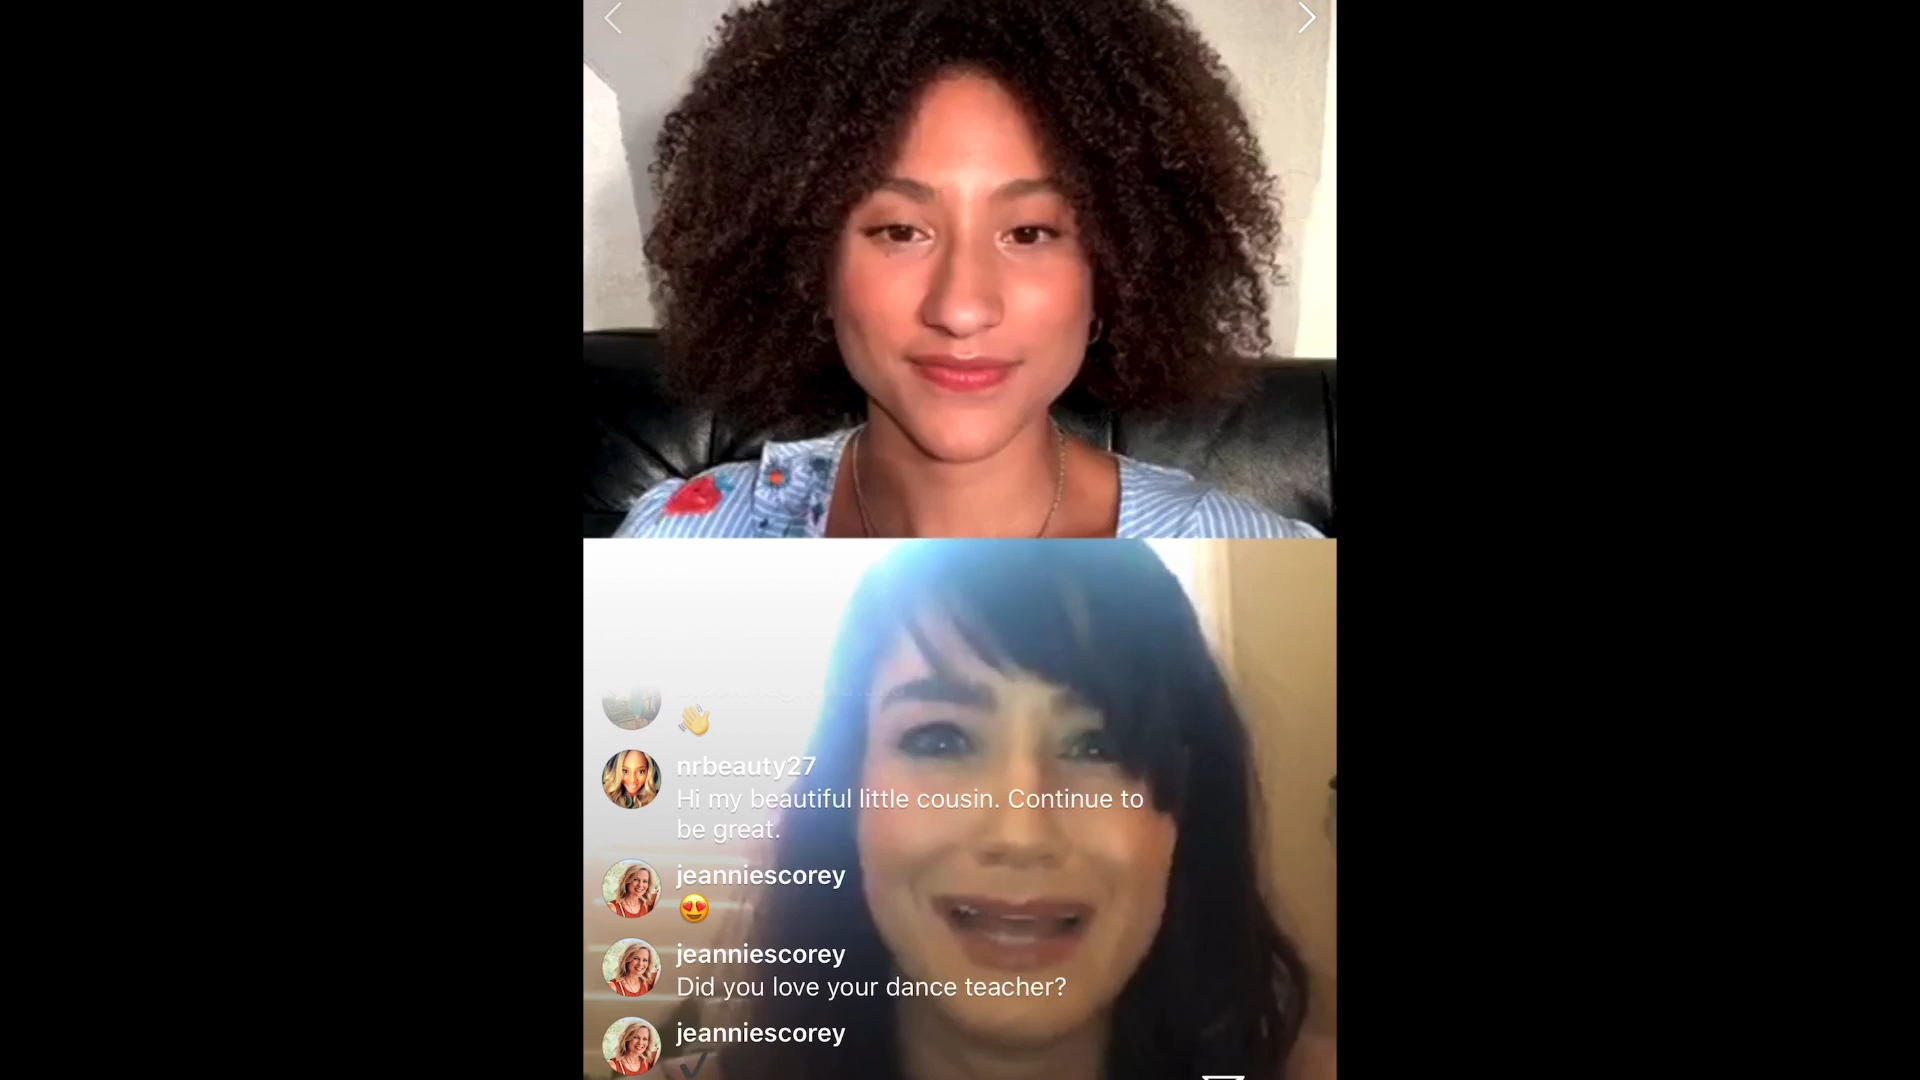 nrbeauty27
Hi my beautiful little cousin. Continue to
be great.
jeanniescorey
😍
jeanniescorey
Did you love your dance teacher?
jeanniescorey